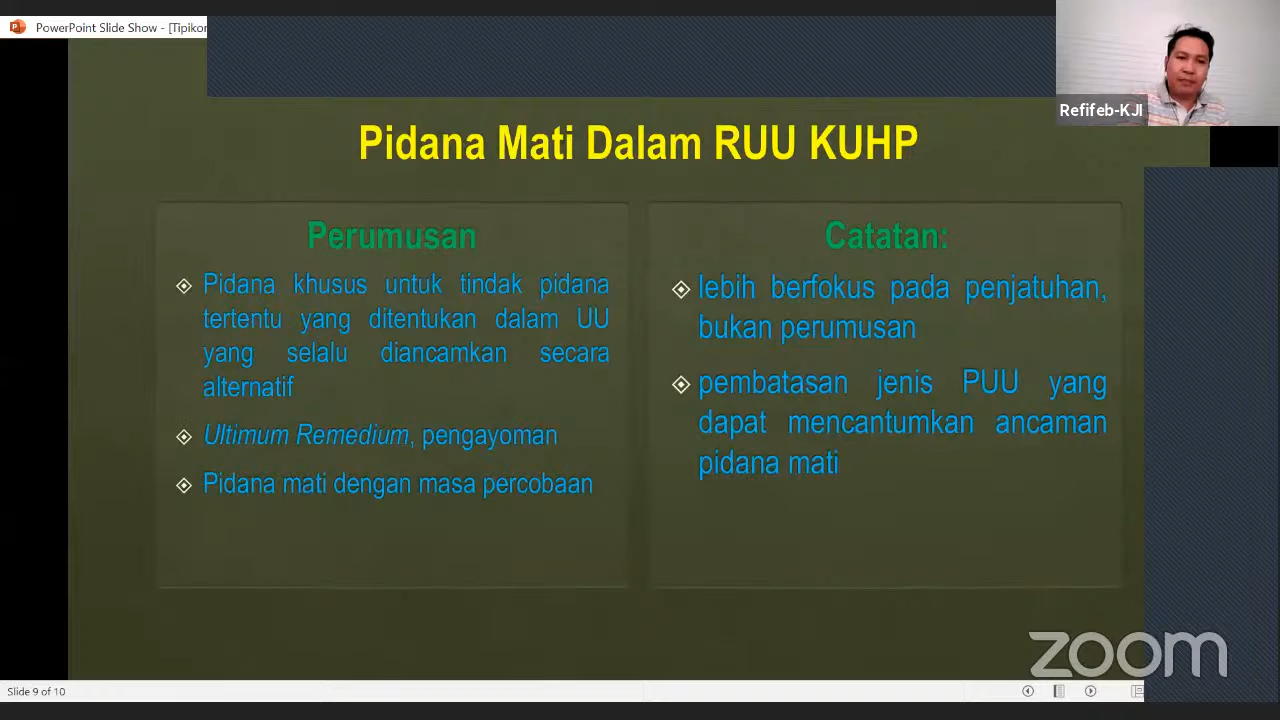 PowerPoint Slide Show - [Tipikor
Refifeb-KJI
Pidana Mati Dalam RUU KUHP
Perumusan
Pidana khusus untuk tindak pidana
tertentu yang ditentukan dalam UU
yang selalu diancamkan secara
alternatif
Ultimum Remedium, pengayoman
Pidana mati dengan masa percobaan
Catatan:
lebih berfokus pada penjatuhan,
bukan perumusan
pembatasan jenis PUU yang
dapat mencantumkan ancaman
pidana mati
zoom
Slide 9 of 10